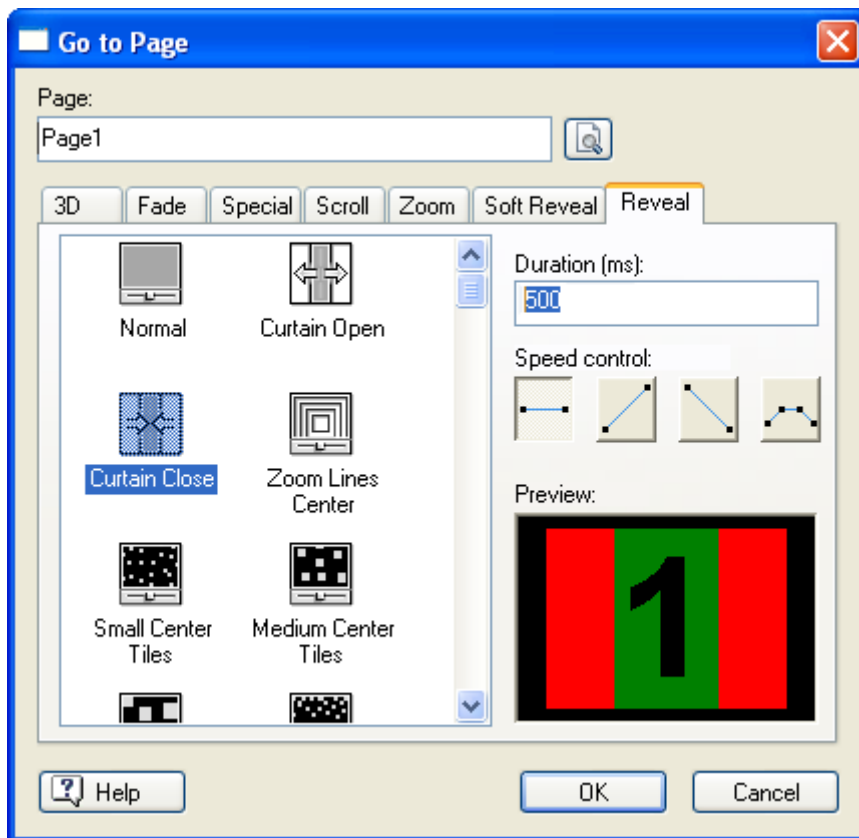 Go to Page
Page:
Page1
3D Fade Special Scroll Zoom Soft Reveal Reveal
Normal
Curtain Open
Curtain Close
Zoom Lines
Center
Small Center
Tiles
Medium Center
Tiles
Duration (ms):
500
Speed control:
Preview:
1
Help
OK
Cancel